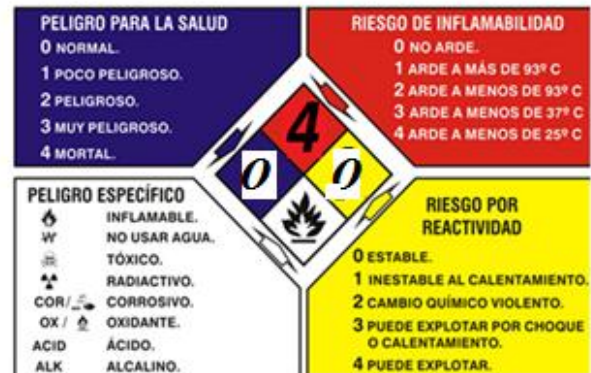 PELIGRO PARA LA SALUD
0 NORMAL.
1 POCO PELIGROSO.
2 PELIGROSO.
3 MUY PELIGROSO.
4 MORTAL.
RIESGO DE INFLAMABILIDAD
0 NO ARDE.
1 ARDE A MÁS DE 93º C
2 ARDE A MENOS DE 93º C
3 ARDE A MENOS DE 37º C
4 ARDE A MENOS DE 25º C
4
0
0
PELIGRO ESPECÍFICO
INFLAMABLE.
W NO USAR AGUA.
TÓXICO.
RADIACTIVO.
COR/ CORROSIVO.
OX / OXIDANTE.
ACID ÁCIDO.
ALK ALCALINO.
RIESGO POR
REACTIVIDAD
0 ESTABLE.
1 INESTABLE AL CALENTAMIENTO.
2 CAMBIO QUÍMICO VIOLENTO.
3 PUEDE EXPLOTAR POR CHOQUE
O CALENTAMIENTO.
4 PUEDE EXPLOTAR.